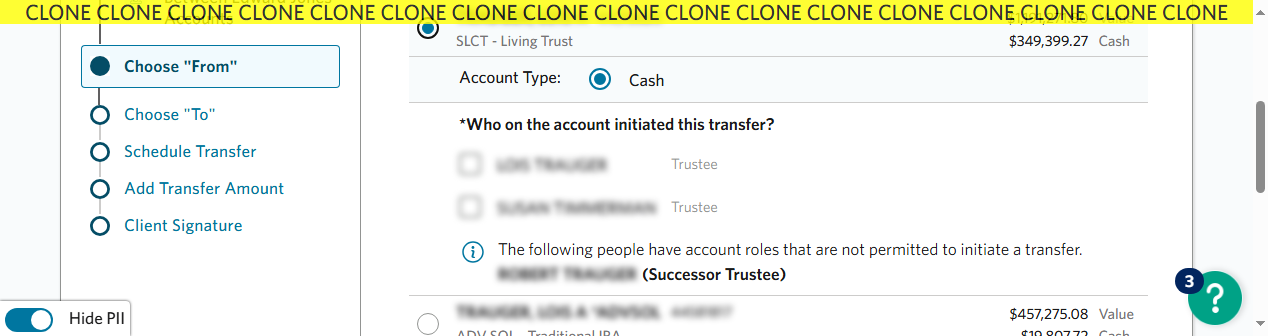 CLONE CLONE CLONE CLONE CLONE CLONE CLONE CLONE CLONE CLONE CLONE CLONE CLONE CLONE CLONE CLONE CLONE
Accounts
Choose "From"
Choose "To"
Schedule Transfer
Add Transfer Amount
Client Signature
SLCT - Living Trust
$349,399.27 Cash
Account Type: Cash
*Who on the account initiated this transfer?
Trustee
Trustee
The following people have account roles that are not permitted to initiate a transfer.
(Successor Trustee)
$457,275.08 Value
ADV SOL - Traditional IRA
$19,807.72 Cash
Hide PII
3
?